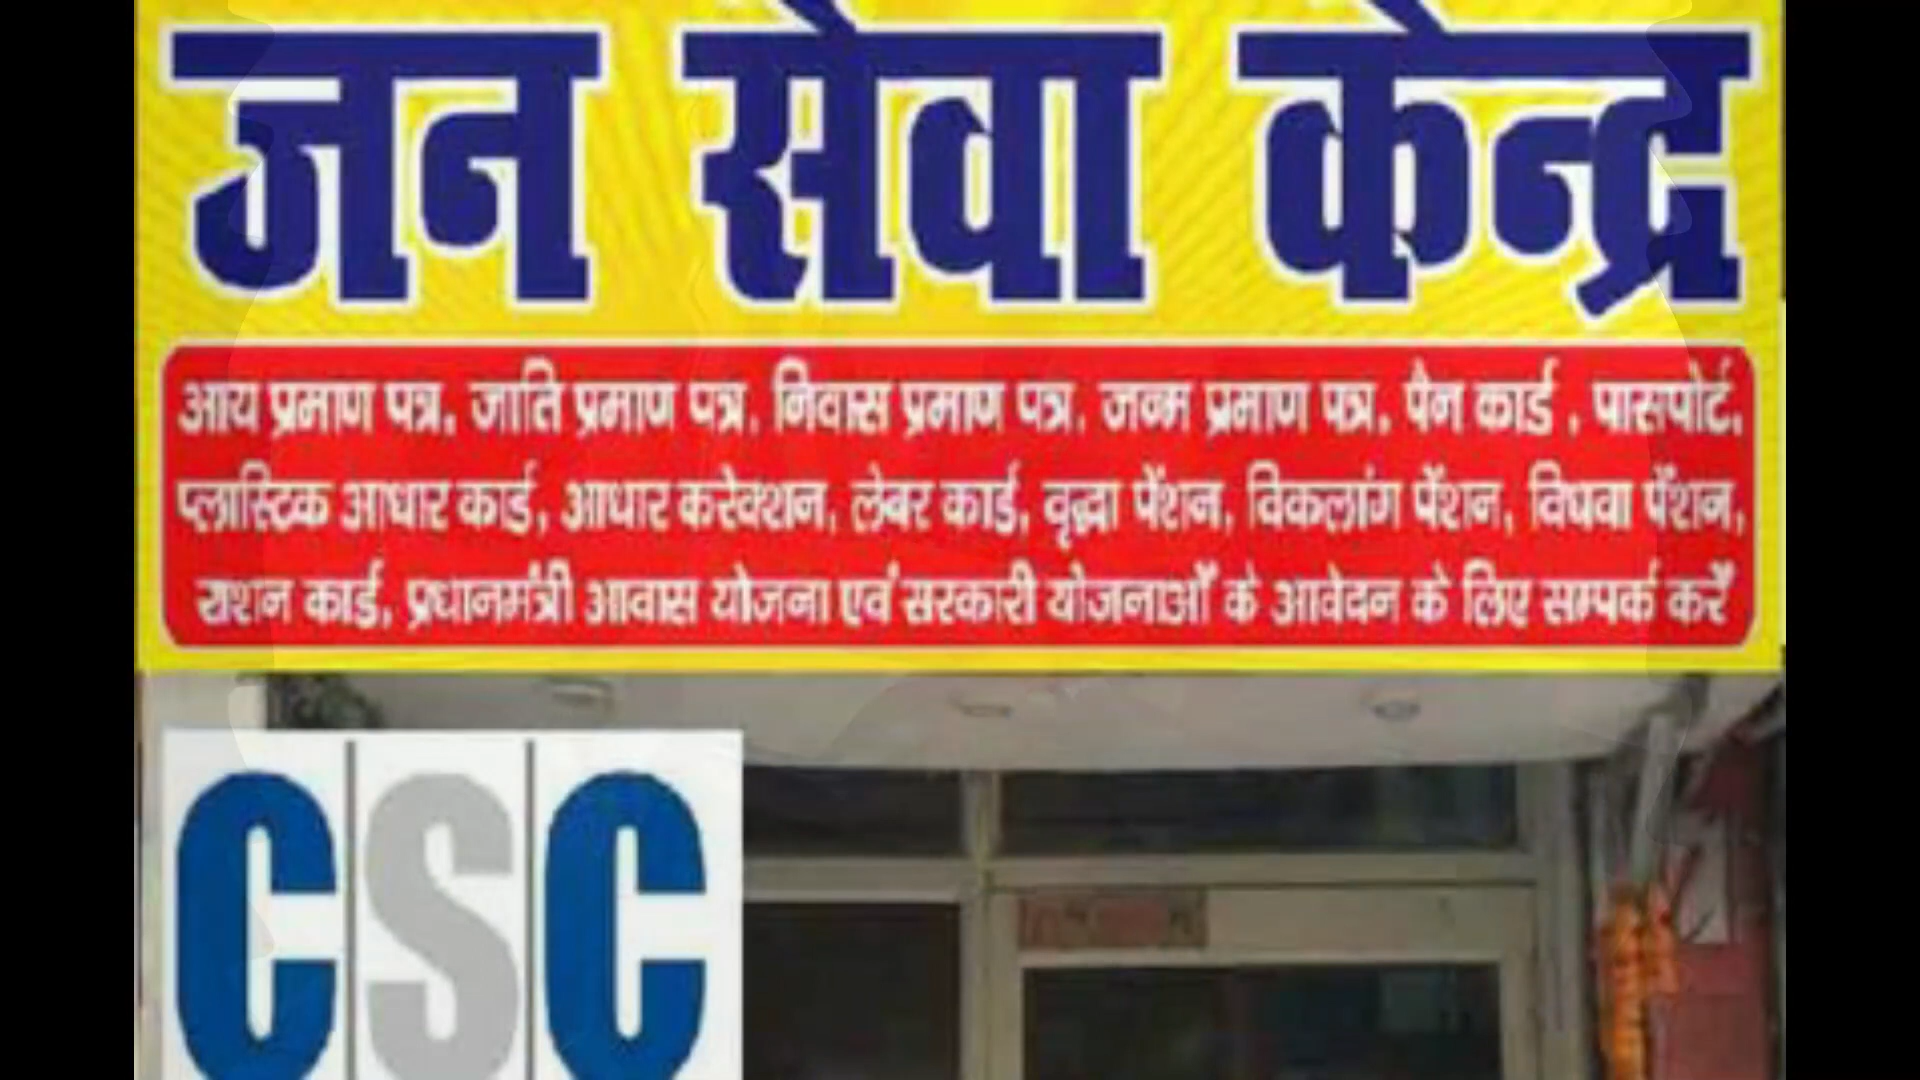 जन सेवा केन्द्र
आय प्रमाण पत्र, जाति प्रमाण पत्र, निवास प्रमाण पत्र, जन्म प्रमाण पत्र, पैन कार्ड , पासपोर्ट,
प्लास्टिक आधार कार्ड, आधार करेक्शन, लेबर कार्ड, वृद्धा पेंशन, विकलांग पेंशन, विधवा पेंशन,
राशन कार्ड, प्रधानमंत्री आवास योजना एवं सरकारी योजनाओं के आवेदन के लिए सम्पर्क करें
CSC